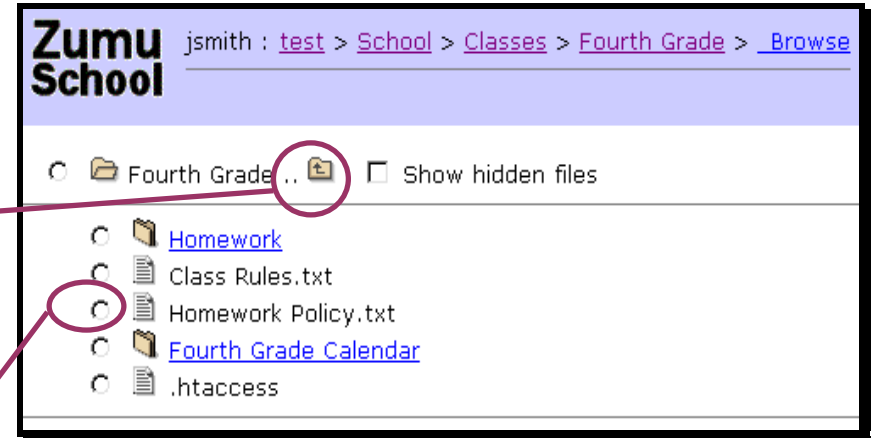 Zumu School
jsmith : test > School > Classes > Fourth Grade > _Browse
Fourth Grade .. Show hidden files
Homework
Class Rules.txt
Homework Policy.txt
Fourth Grade Calendar
.htaccess